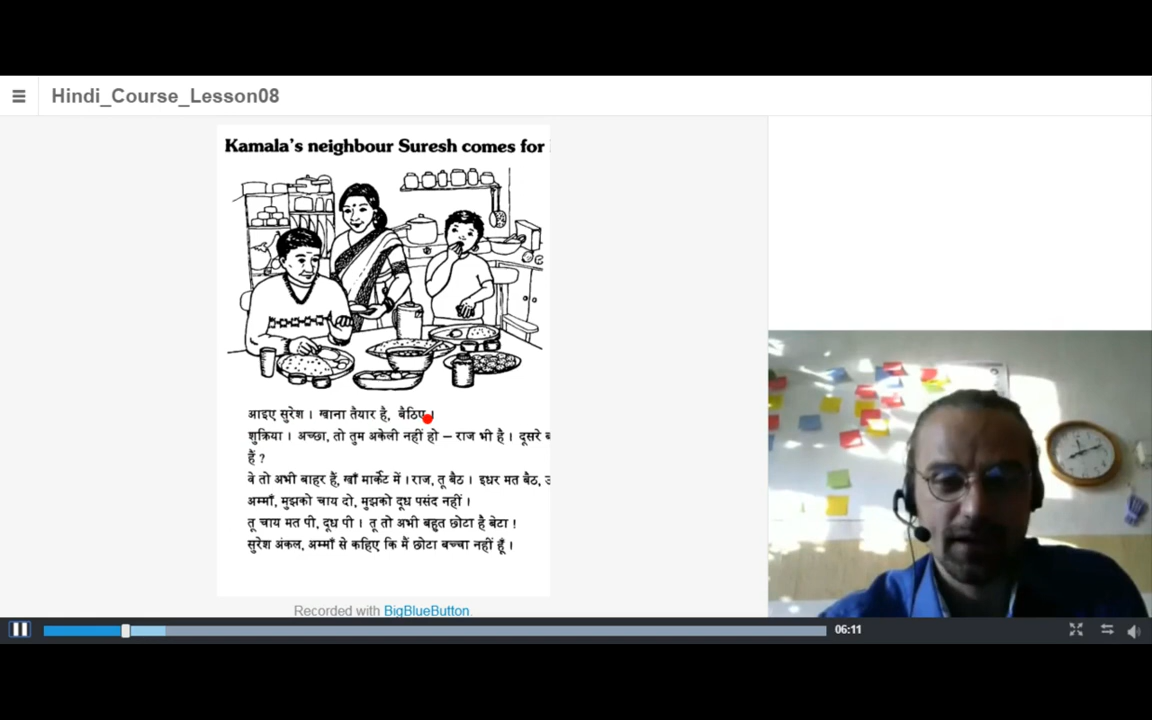 Hindi_Course_Lesson08
Kamala's neighbour Suresh comes for
आइए सुरेश । खाना तैयार है, बैठिए ।
शुक्रिया । अच्छा, तो तुम अकेली नहीं हो – राज भी है । दूसरे
हैं ?
वे तो अभी बाहर हैं, खाँ मार्केट में । राज, तू बैठ । इधर मत बैठ,
अम्माँ, मुझको चाय दो, मुझको दूध पसंद नहीं ।
तू चाय मत पी, दूध पी । तू तो अभी बहुत छोटा है बेटा !
सुरेश अंकल, अम्माँ से कहिए कि मैं छोटा बच्चा नहीं हूँ ।
Recorded with BigBlueButton.
06:11